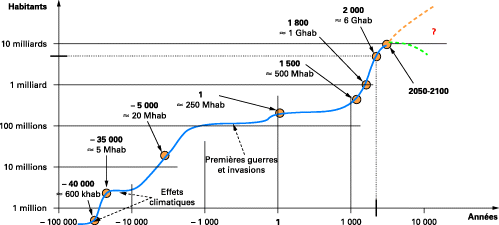 Habitants
2 000
≈ 6 Ghab
1 800
≈ 1 Ghab
?
10 milliards
1 500
≈ 500 Mhab
2050-2100
1 milliard
- 5 000
≈ 20 Mhab
1
≈ 250 Mhab
100 millions
- 35 000
≈ 5 Mhab
Premières guerres
et invasions
10 millions
- 40 000
≈ 600 khab
Effets
climatiques
1 million
Années
- 100 000
- 10 000
- 1 000
1
1 000
10 000